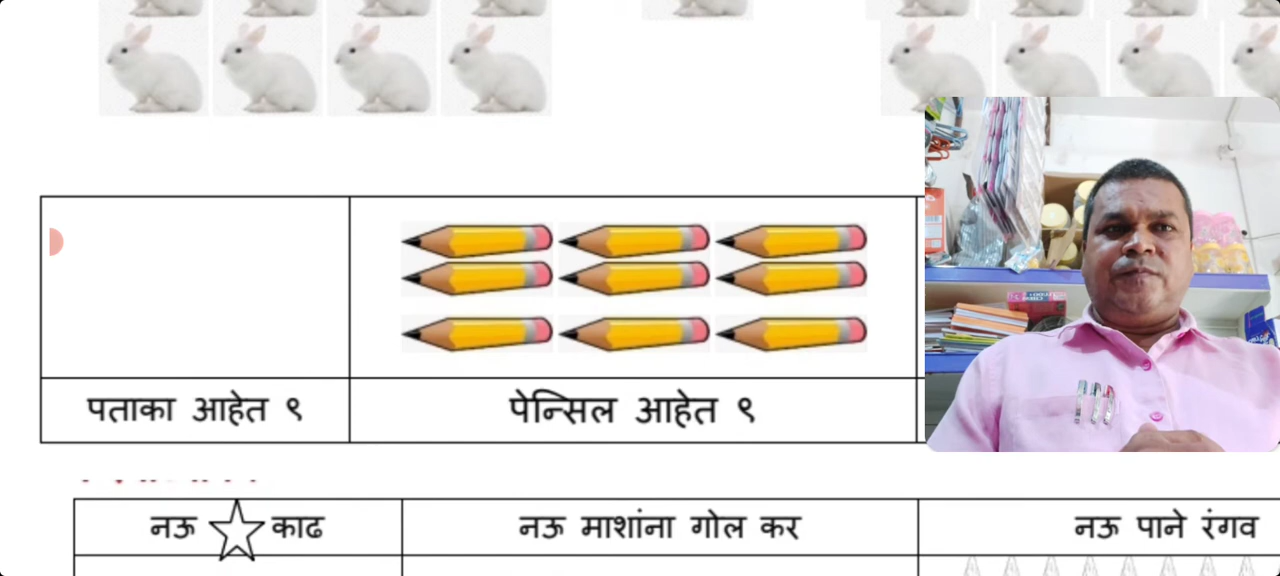 पताका आहेत ९
पेन्सिल आहेत ९
नऊ काढ
नऊ माशांना गोल कर
नऊ पाने रंगव